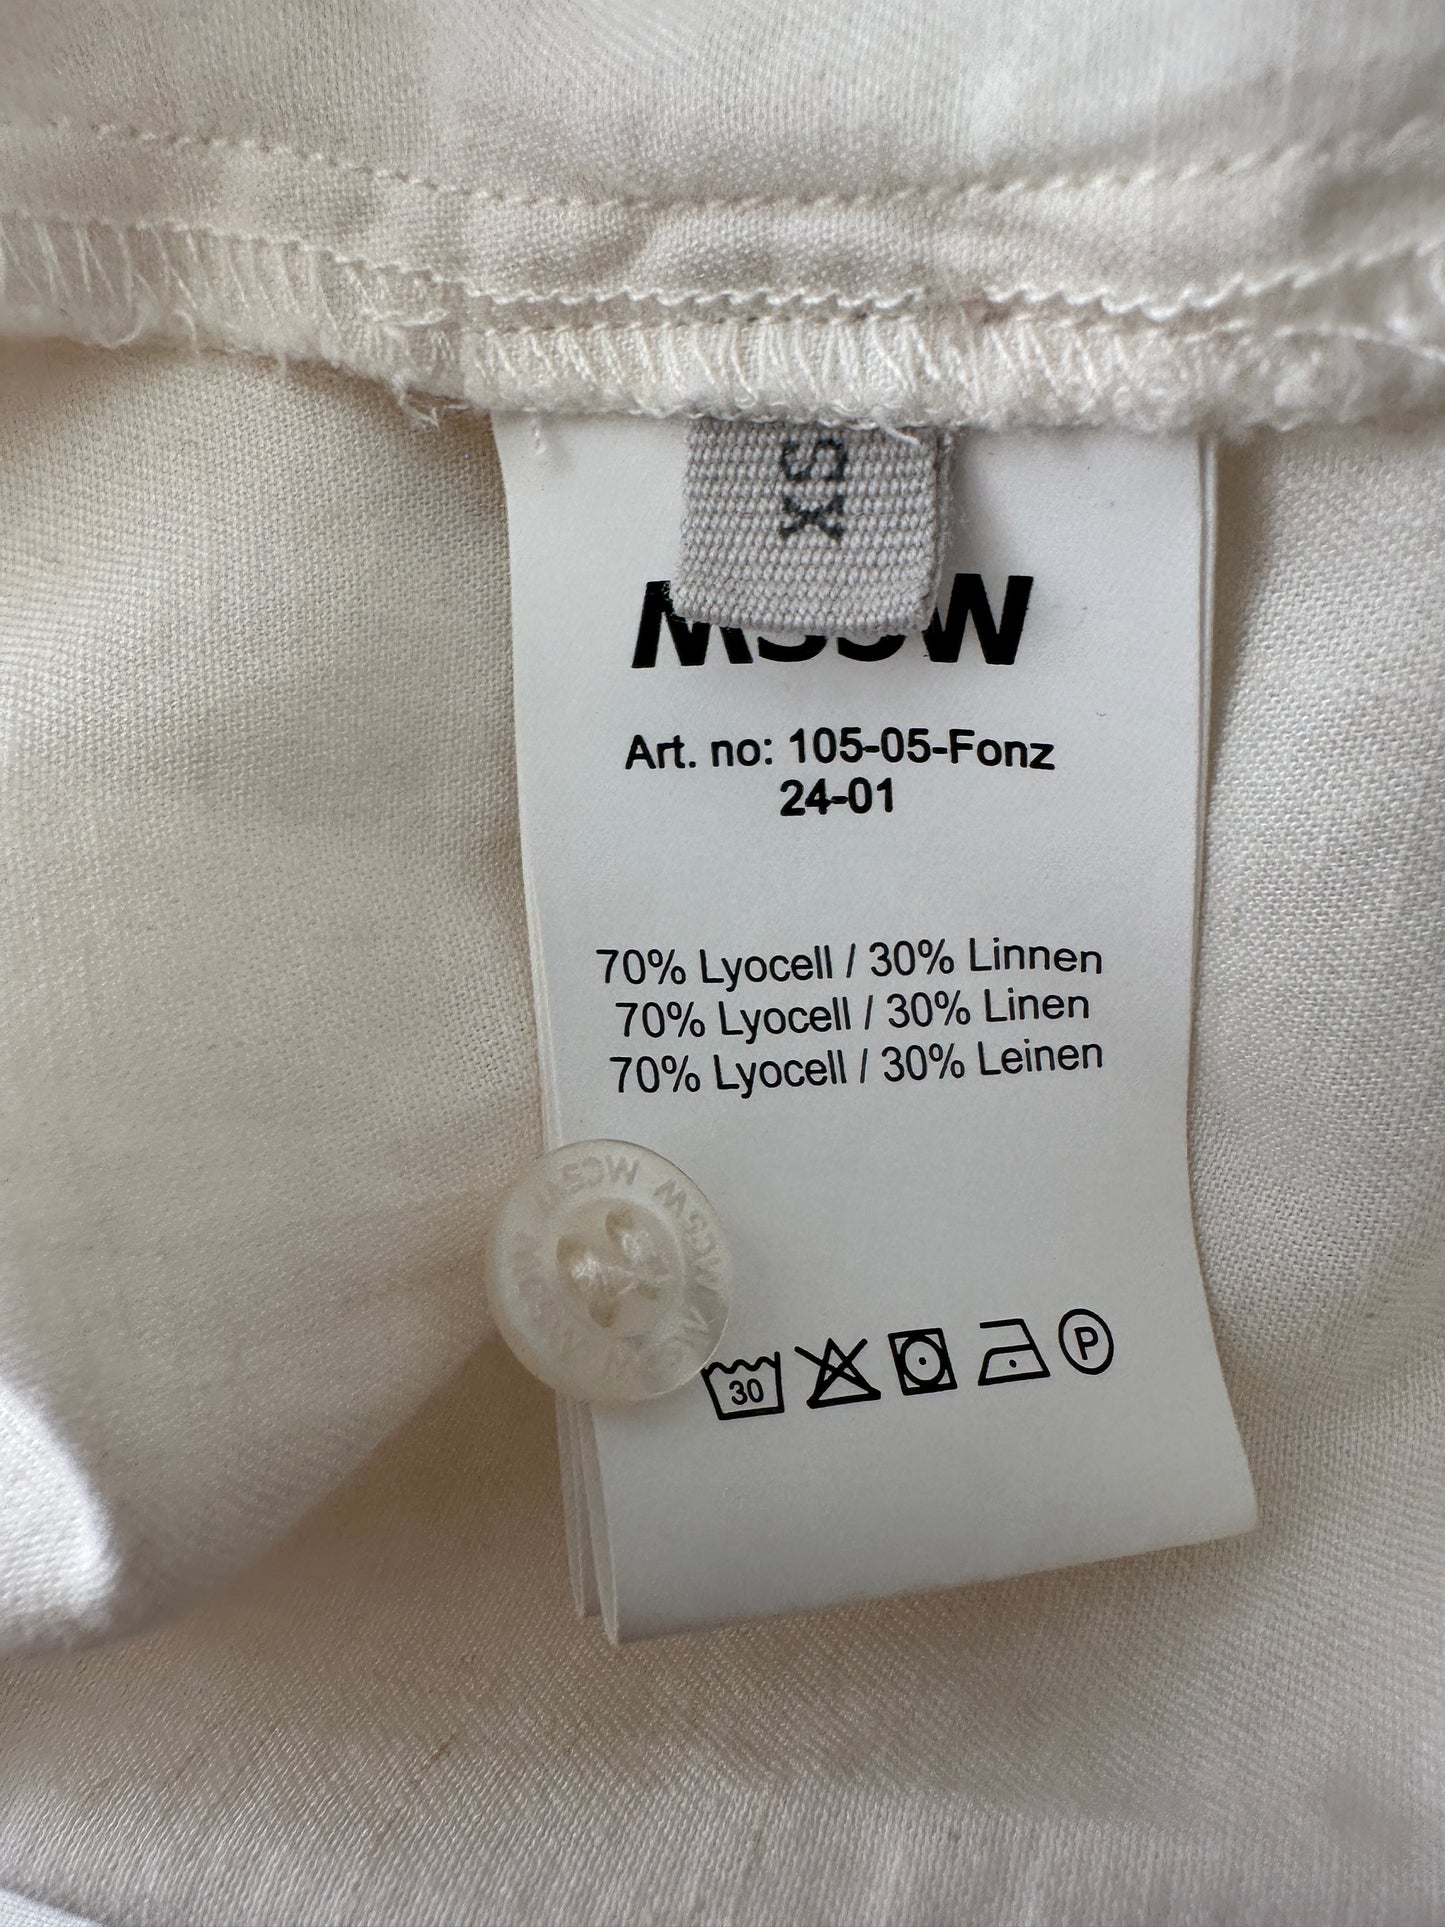 XS
MSCW
Art. no: 105-05-Fonz
24-01
70% Lyocell / 30% Linnen
70% Lyocell / 30% Linen
70% Lyocell / 30% Leinen
30
P